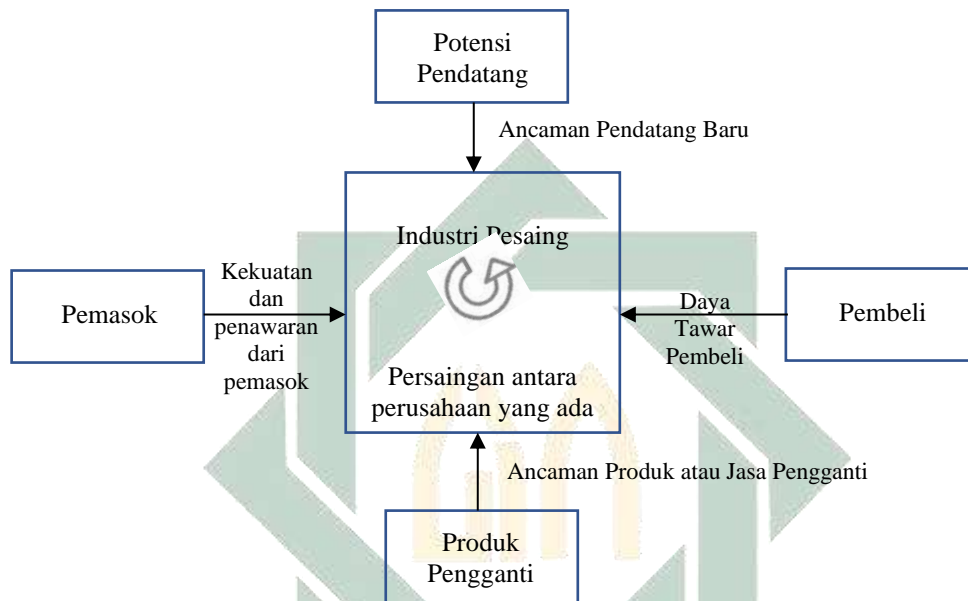 Potensi
Pendatang
Ancaman Pendatang Baru
Industri Pesaing
Pemasok
Kekuatan
dan
penawaran
dari
pemasok
Daya
Tawar
Pembeli
Pembeli
Persaingan antara
perusahaan yang ada
Ancaman Produk atau Jasa Pengganti
Produk
Pengganti